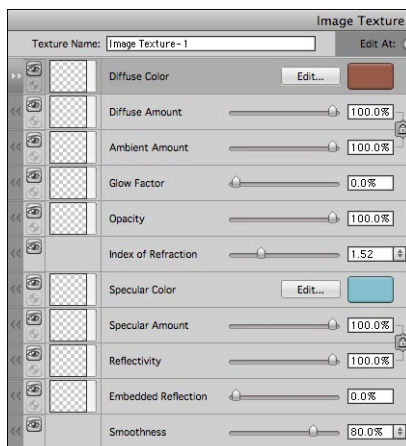 Image Texture
Texture Name: Image Texture-1 Edit At:
Diffuse Color Edit...
Diffuse Amount 100.0%
Ambient Amount 100.0%
Glow Factor 0.0%
Opacity 100.0%
Index of Refraction 1.52
Specular Color Edit...
Specular Amount 100.0%
Reflectivity 100.0%
Embedded Reflection 0.0%
Smoothness 80.0%